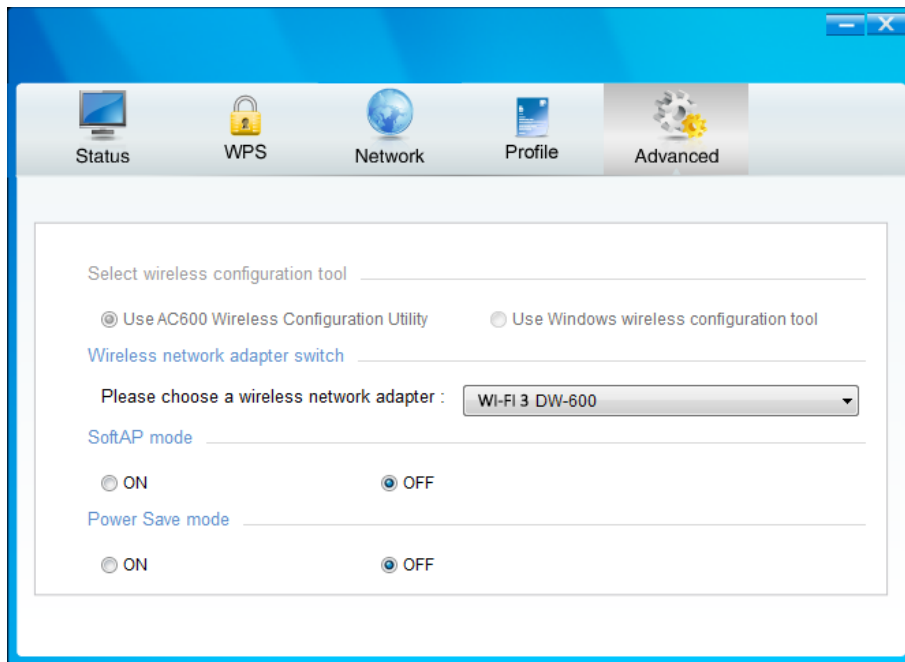 Status WPS Network Profile Advanced
Select wireless configuration tool
Use AC600 Wireless Configuration Utility Use Windows wireless configuration tool
Wireless network adapter switch
Please choose a wireless network adapter : WI-FI 3 DW-600
SoftAP mode
ON OFF
Power Save mode
ON OFF